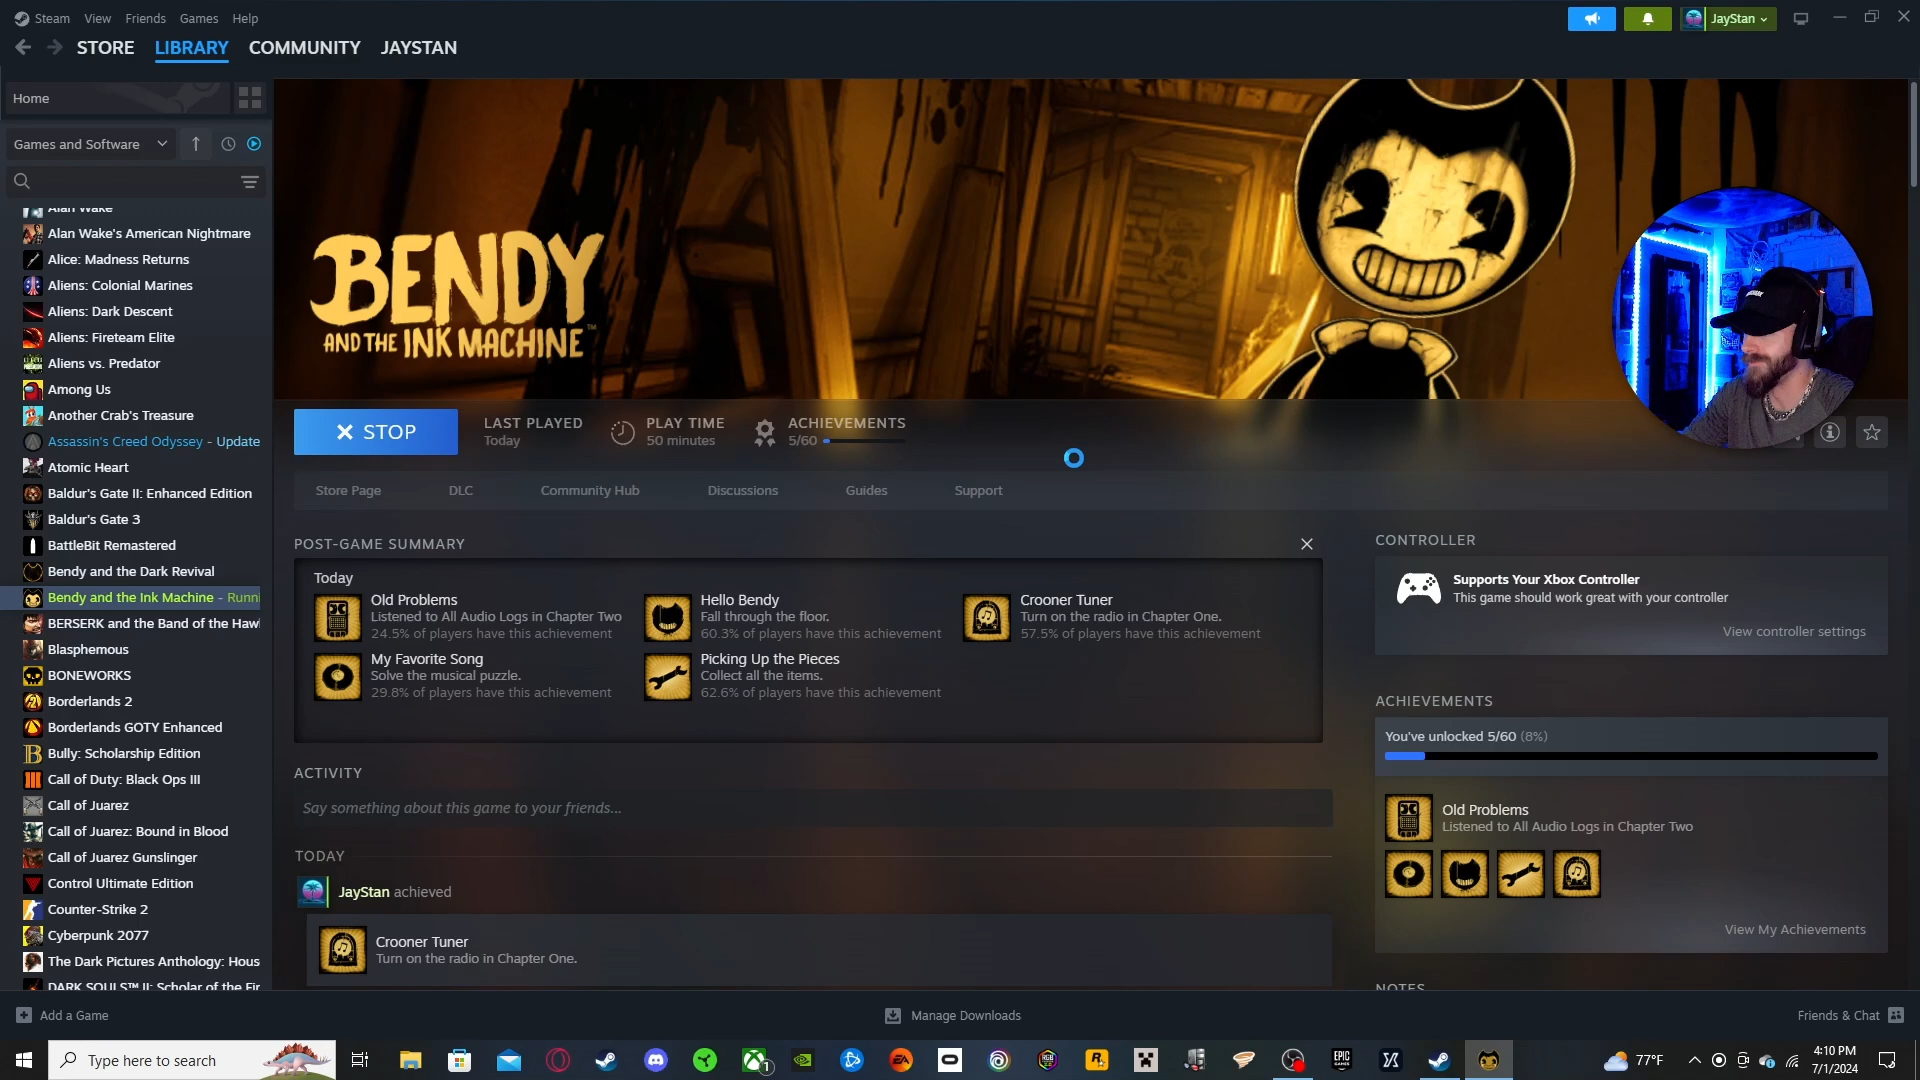 Steam View Friends Games Help
JayStan
STORE LIBRARY COMMUNITY JAYSTAN
Home
Games and Software
Alan Wake
Alan Wake's American Nightmare
Alice: Madness Returns
Aliens: Colonial Marines
Aliens: Dark Descent
Aliens: Fireteam Elite
Aliens vs. Predator
Among Us
Another Crab's Treasure
Assassin's Creed Odyssey - Update
Atomic Heart
Baldur's Gate II: Enhanced Edition
Baldur's Gate 3
BattleBit Remastered
Bendy and the Dark Revival
Bendy and the Ink Machine - Runni
BERSERK and the Band of the Hawk
Blasphemous
BONEWORKS
Borderlands 2
Borderlands GOTY Enhanced
Bully: Scholarship Edition
Call of Duty: Black Ops III
Call of Juarez
Call of Juarez: Bound in Blood
Call of Juarez Gunslinger
Control Ultimate Edition
Counter-Strike 2
Cyberpunk 2077
The Dark Pictures Anthology: Hous
DARK SOULS™ II: Scholar of the Fir
BENDY
AND THE INK MACHINE™
STOP
LAST PLAYED
Today
PLAY TIME
50 minutes
ACHIEVEMENTS
5/60
Store Page DLC Community Hub Discussions Guides Support
POST-GAME SUMMARY
Today
Old Problems
Listened to All Audio Logs in Chapter Two
24.5% of players have this achievement
Hello Bendy
Fall through the floor.
60.3% of players have this achievement
Crooner Tuner
Turn on the radio in Chapter One.
57.5% of players have this achievement
My Favorite Song
Solve the musical puzzle.
29.8% of players have this achievement
Picking Up the Pieces
Collect all the items.
62.6% of players have this achievement
ACTIVITY
Say something about this game to your friends...
TODAY
JayStan achieved
Crooner Tuner
Turn on the radio in Chapter One.
CONTROLLER
Supports Your Xbox Controller
This game should work great with your controller
View controller settings
ACHIEVEMENTS
You've unlocked 5/60 (8%)
Old Problems
Listened to All Audio Logs in Chapter Two
View My Achievements
NOTES
Add a Game
Manage Downloads
Friends & Chat
Type here to search
77°F
4:10 PM
7/1/2024